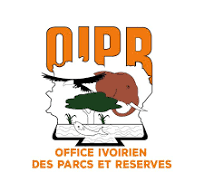 OIPR
OFFICE IVOIRIEN
DES PARCS ET RESERVES